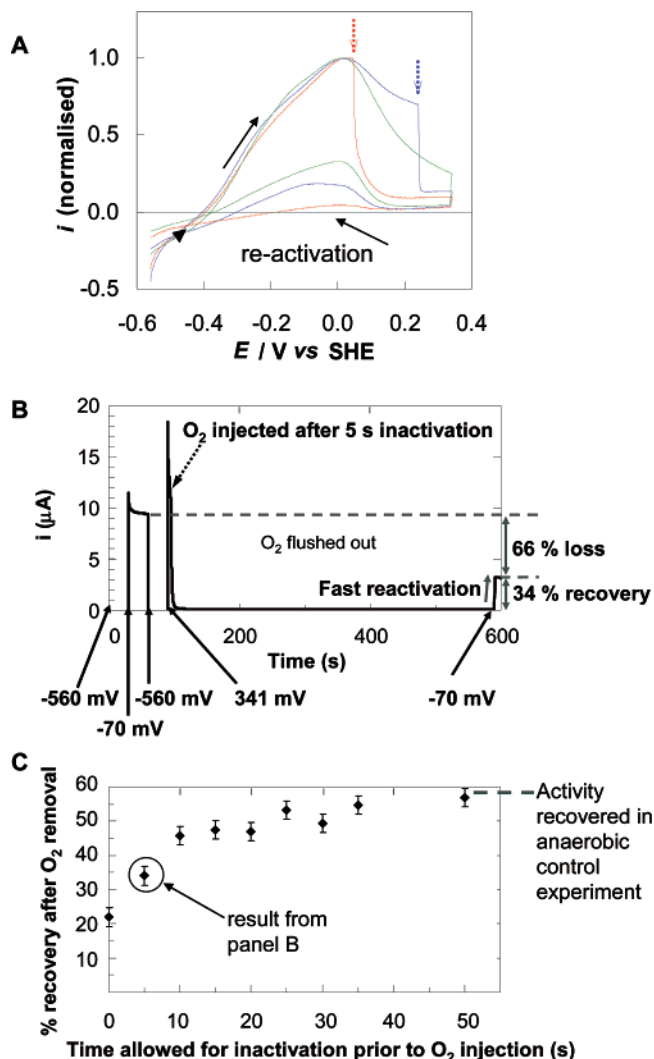 A
1.0
0.5
0.0
-0.5
i (normalised)
re-activation
-0.6 -0.4 -0.2 0.0 0.2 0.4
E / V vs SHE
B
20
15
10
5
0
i (μA)
O2 injected after 5 s inactivation
O2 flushed out
66 % loss
Fast reactivation
34 % recovery
0 200 400 600
Time (s)
-560 mV -560 mV 341 mV -70 mV
-70 mV
C
60
50
40
30
20
10
% recovery after O2 removal
Activity
recovered in
anaerobic
control
experiment
result from
panel B
0 10 20 30 40 50
Time allowed for inactivation prior to O2 injection (s)